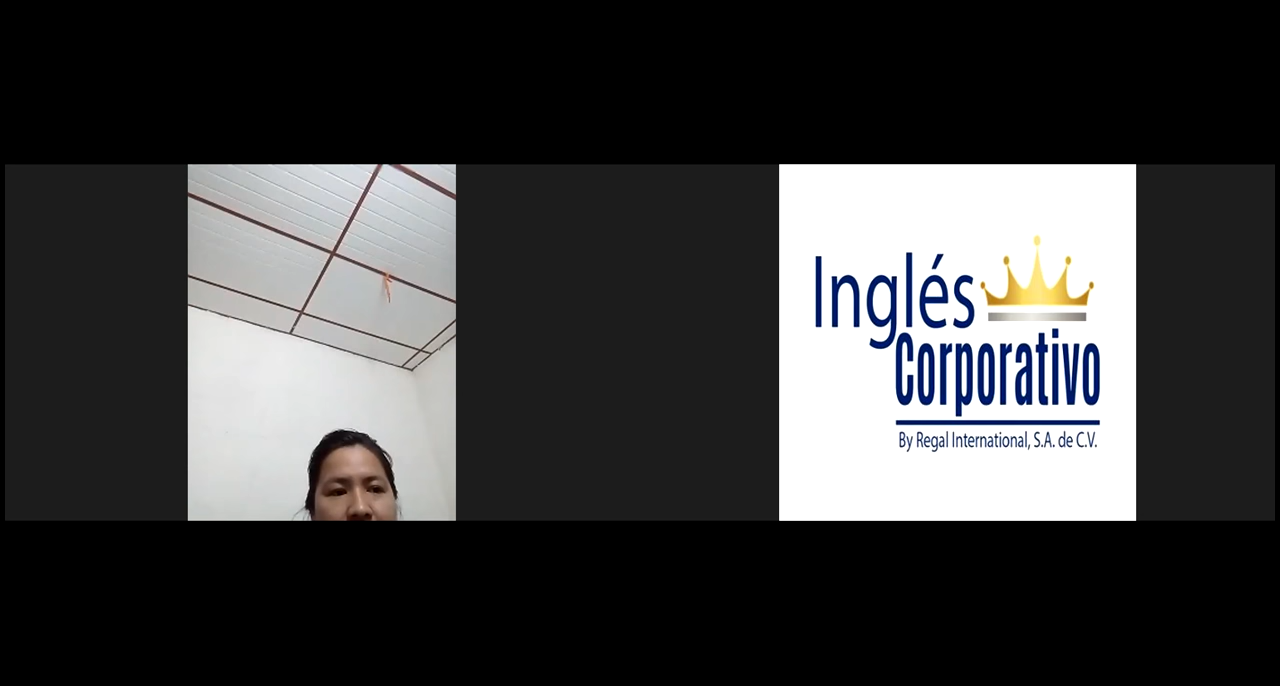 Inglés
Corporativo
By Regal International, S.A. de C.V.